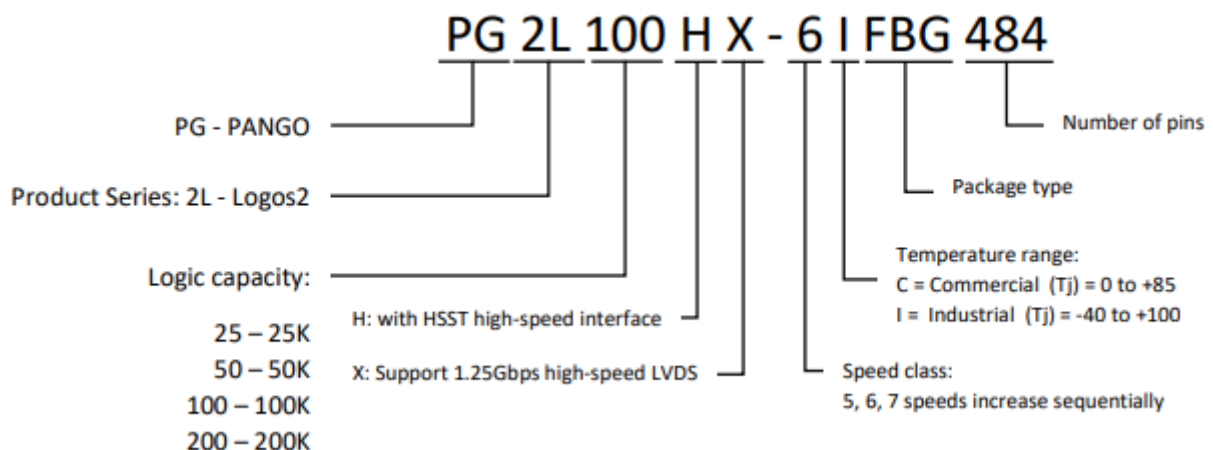 PG 2L 100 H X - 6 I FBG 484
PG - PANGO
Number of pins
Product Series: 2L - Logos2
Package type
Logic capacity:
25 – 25K
50 – 50K
100 – 100K
200 – 200K
H: with HSST high-speed interface
X: Support 1.25Gbps high-speed LVDS
Temperature range:
C = Commercial (Tj) = 0 to +85
I = Industrial (Tj) = -40 to +100
Speed class:
5, 6, 7 speeds increase sequentially